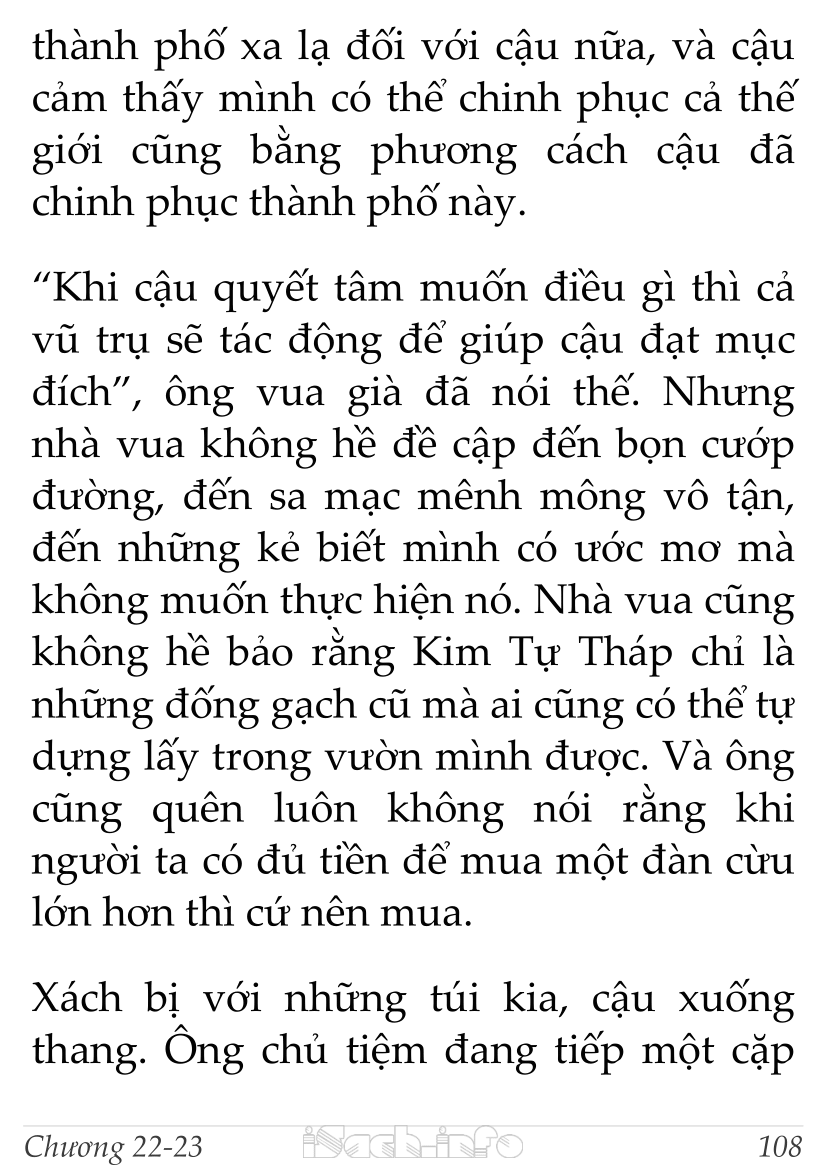 thành phố xa lạ đối với cậu nữa, và cậu
cảm thấy mình có thể chinh phục cả thế
giới cũng bằng phương cách cậu đã
chinh phục thành phố này.
“Khi cậu quyết tâm muốn điều gì thì cả
vũ trụ sẽ tác động để giúp cậu đạt mục
đích”, ông vua già đã nói thế. Nhưng
nhà vua không hề đề cập đến bọn cướp
đường, đến sa mạc mênh mông vô tận,
đến những kẻ biết mình có ước mơ mà
không muốn thực hiện nó. Nhà vua cũng
không hề bảo rằng Kim Tự Tháp chỉ là
những đống gạch cũ mà ai cũng có thể tự
dựng lấy trong vườn mình được. Và ông
cũng quên luôn không nói rằng khi
người ta có đủ tiền để mua một đàn cừu
lớn hơn thì cứ nên mua.
Xách bị với những túi kia, cậu xuống
thang. Ông chủ tiệm đang tiếp một cặp
Chương 22-23 iSach.info 108